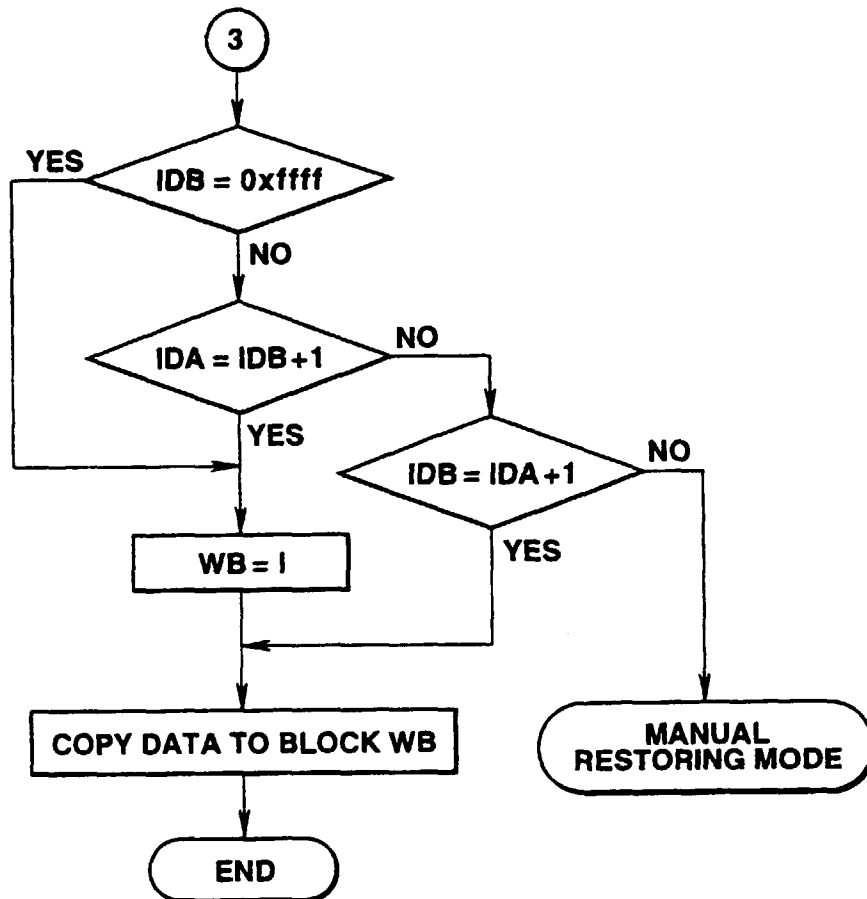 3
YES
IDB = 0xffff
NO
IDA = IDB+1
NO
YES
IDB = IDA+1
NO
WB = I
YES
COPY DATA TO BLOCK WB
MANUAL
RESTORING MODE
END